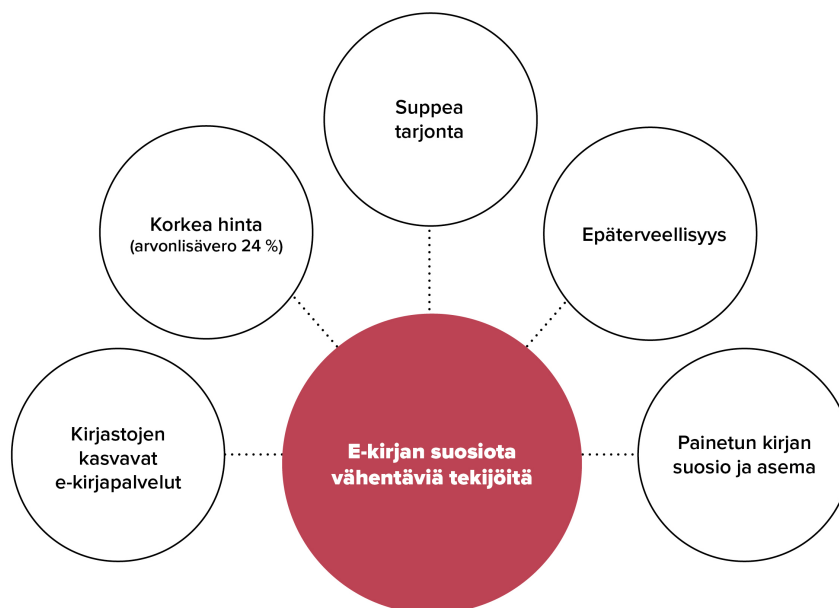 Suppea
tarjonta
Korkea hinta
(arvonlisävero 24 %)
Epäterveellisyys
Kirjastojen
kasvavat
e-kirjapalvelut
E-kirjan suosiota
vähentäviä tekijöitä
Painetun kirjan
suosio ja asema